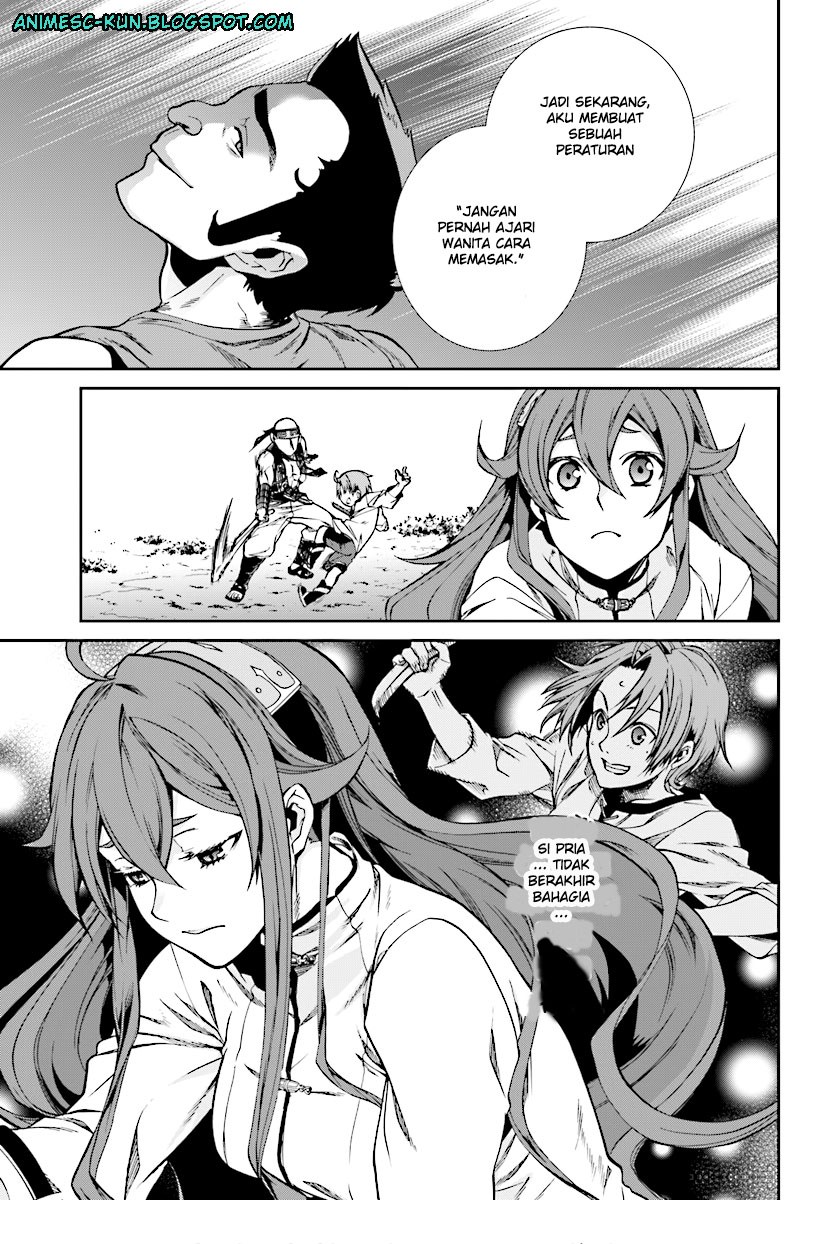 ANIMESC-KUN.BLOGSPOT.COM
JADI SEKARANG,
AKU MEMBUAT
SEBUAH
PERATURAN
"JANGAN
PERNAH AJARI
WANITA CARA
MEMASAK."
SI PRIA
... TIDAK
BERAKHIR
BAHAGIA
...